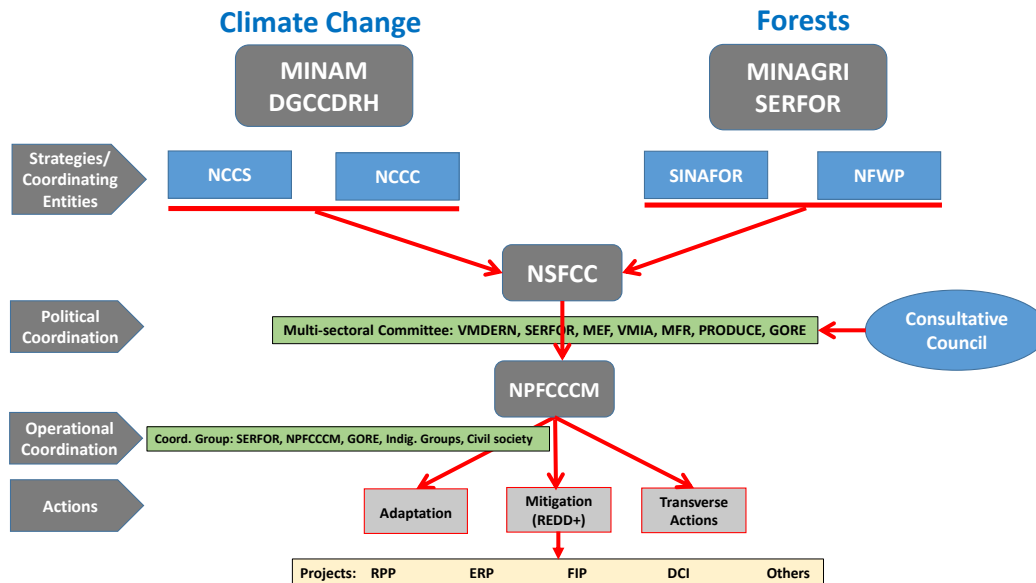 Climate Change
Forests
MINAM
DGCCDRH
MINAGRI
SERFOR
Strategies/
Coordinating
Entities
NCCS
NCCC
SINAFOR
NFWP
NSFCC
Political
Coordination
Multi-sectoral Committee: VMDERN, SERFOR, MEF, VMIA, MFR, PRODUCE, GORE
Consultative
Council
NPFCCCM
Operational
Coordination
Coord. Group: SERFOR, NPFCCCM, GORE, Indig. Groups, Civil society
Actions
Adaptation
Mitigation
(REDD+)
Transverse
Actions
Projects: RPP ERP FIP DCI Others